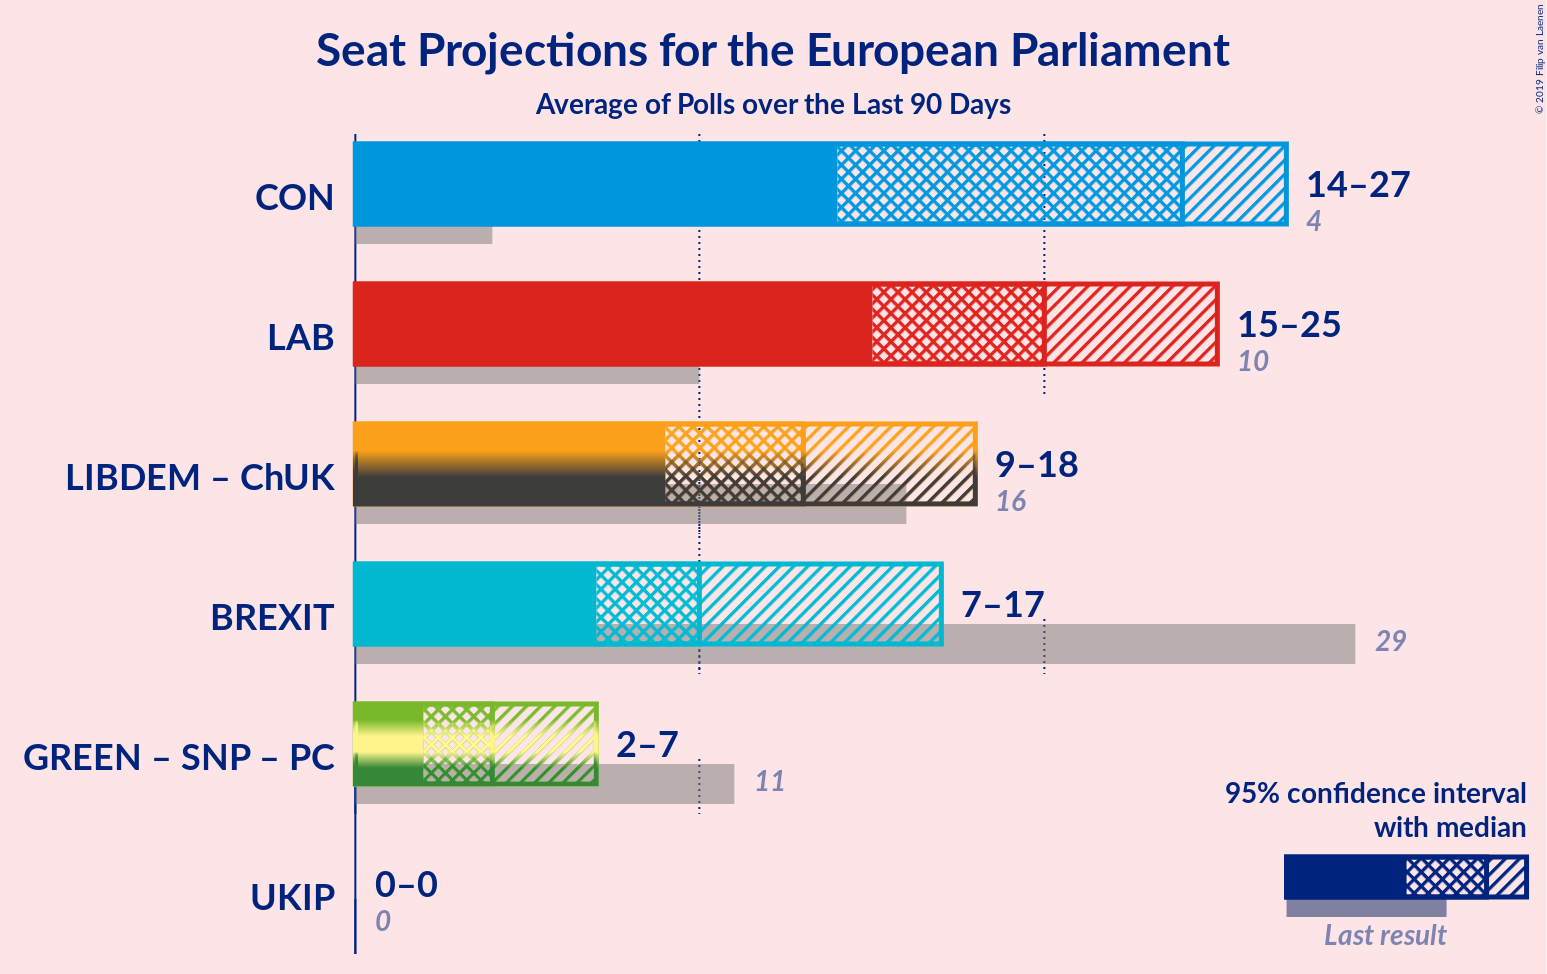 Seat Projections for the European Parliament
Average of Polls over the Last 90 Days
© 2019 Filip van Laenen
CON
14–27
4
LAB
15–25
10
LIBDEM – ChUK
9–18
16
BREXIT
7–17
29
GREEN – SNP – PC
2–7
11
UKIP
0–0
0
95% confidence interval
with median
Last result